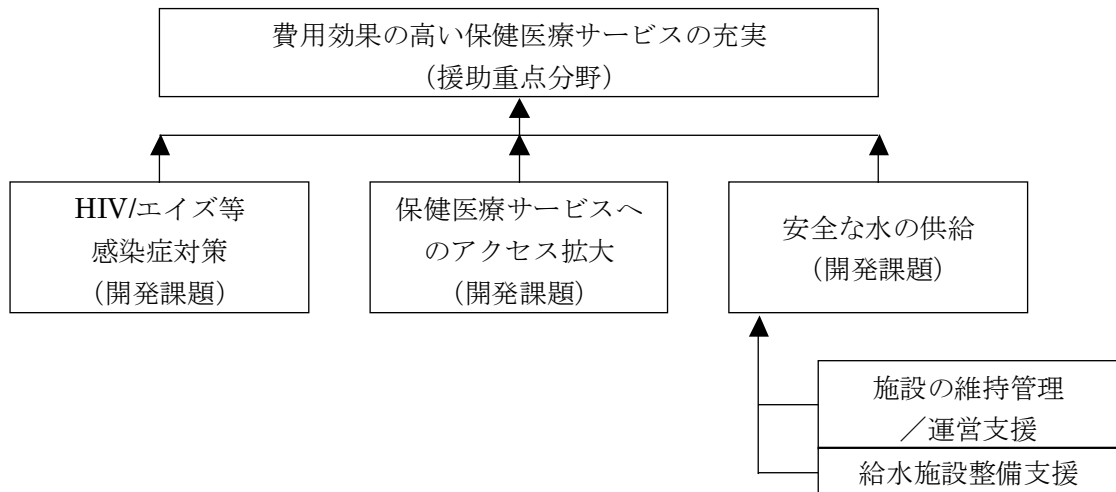 費用効果の高い保健医療サービスの充実
（援助重点分野）
HIV/エイズ等
感染症対策
（開発課題）
保健医療サービスへ
のアクセス拡大
（開発課題）
安全な水の供給
（開発課題）
施設の維持管理
／運営支援
給水施設整備支援